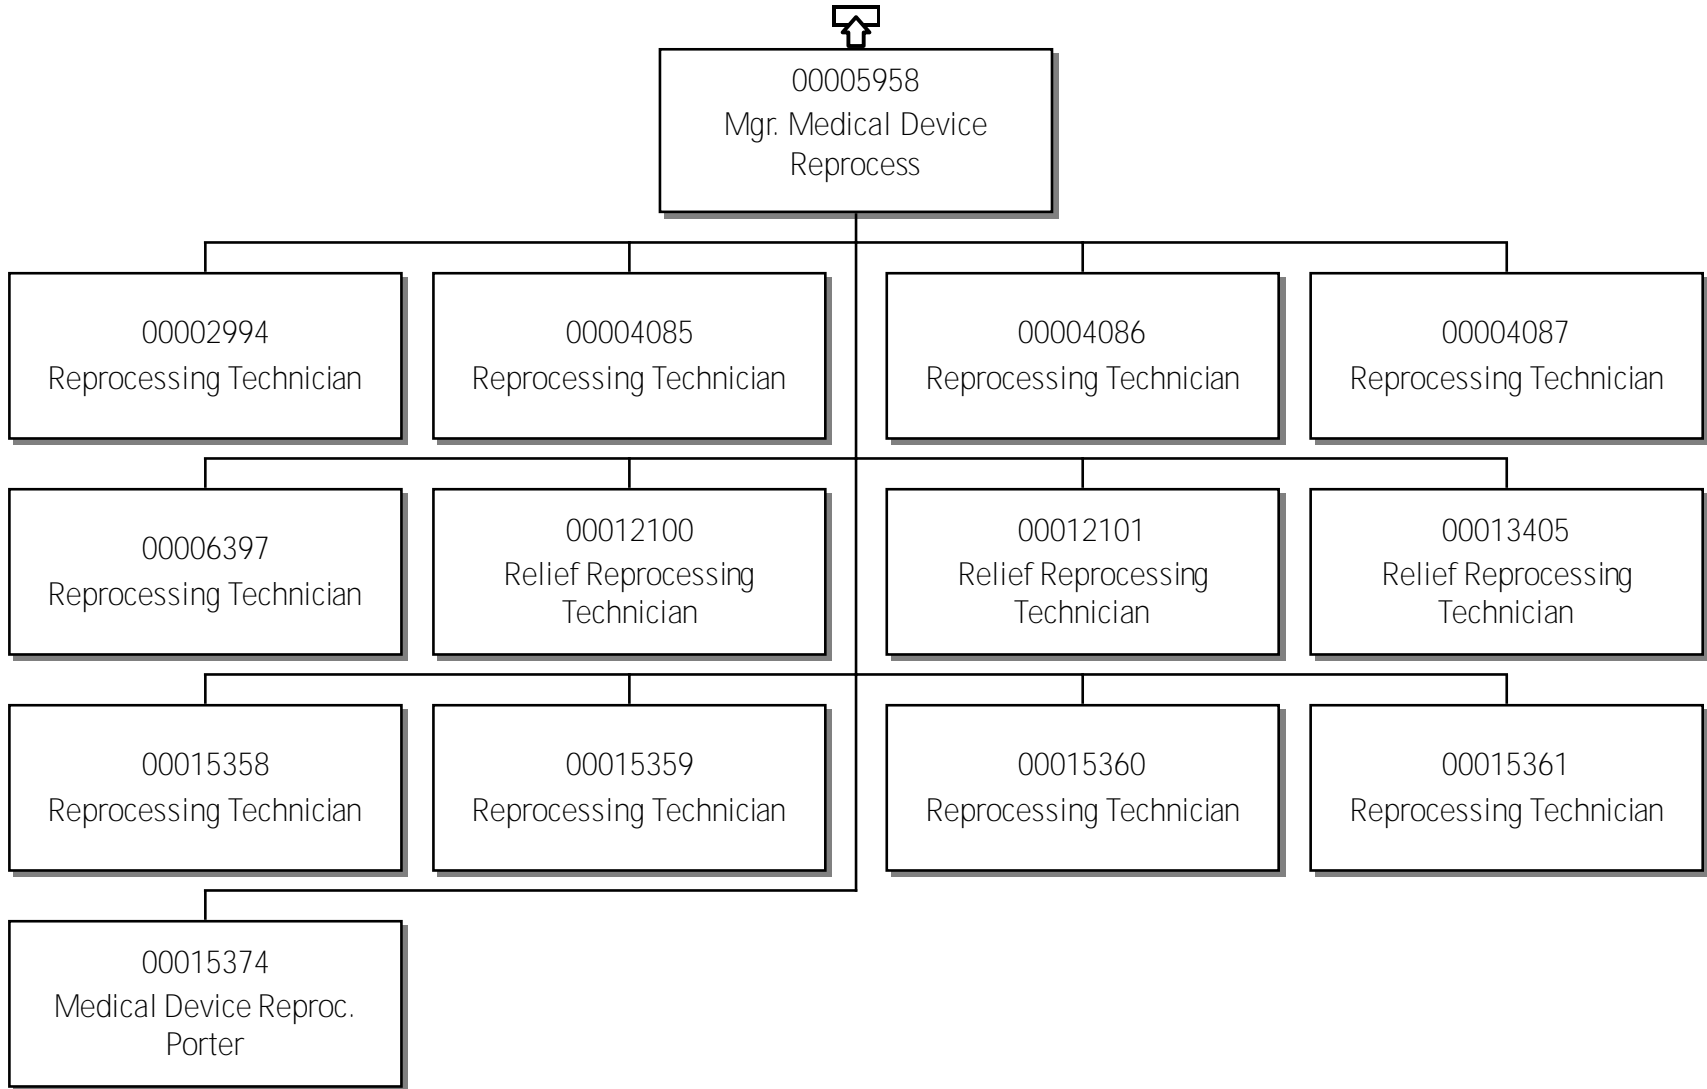 00005958
Mgr. Medical Device
Reprocess
00002994
Reprocessing Technician
00004085
Reprocessing Technician
00004086
Reprocessing Technician
00004087
Reprocessing Technician
00006397
Reprocessing Technician
00012100
Relief Reprocessing
Technician
00012101
Relief Reprocessing
Technician
00013405
Relief Reprocessing
Technician
00015358
Reprocessing Technician
00015359
Reprocessing Technician
00015360
Reprocessing Technician
00015361
Reprocessing Technician
00015374
Medical Device Reproc.
Porter